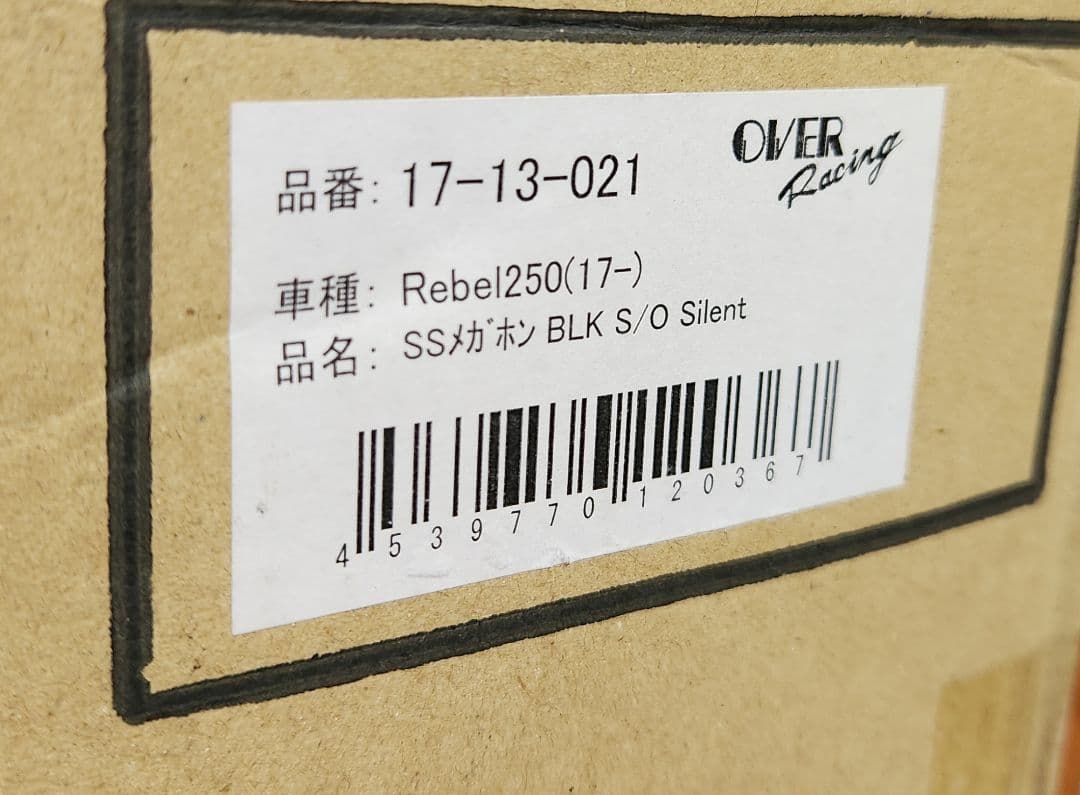 OVER
Racing
品番: 17-13-021
車種: Rebel250(17-)
品名: SSメガホン BLK S/O Silent
4539770120367